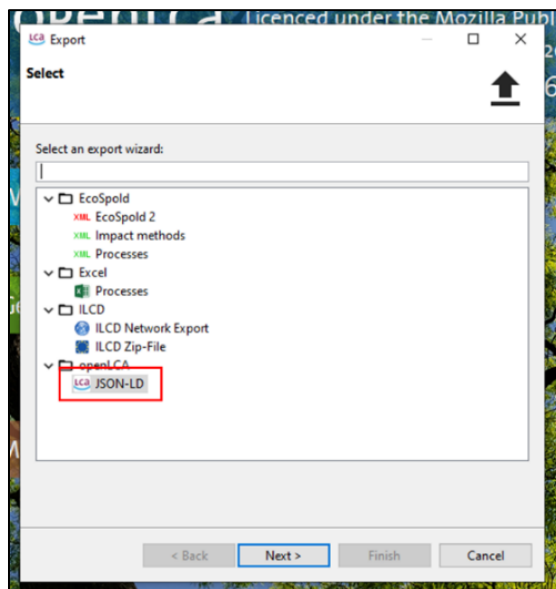 openLCA Licenced under the Mozilla Publ
LCA Export
Select
Select an export wizard:
EcoSpold
XML EcoSpold 2
XML Impact methods
XML Processes
Excel
Processes
ILCD
ILCD Network Export
ILCD Zip-File
openLCA
LCA JSON-LD
< Back Next > Finish Cancel